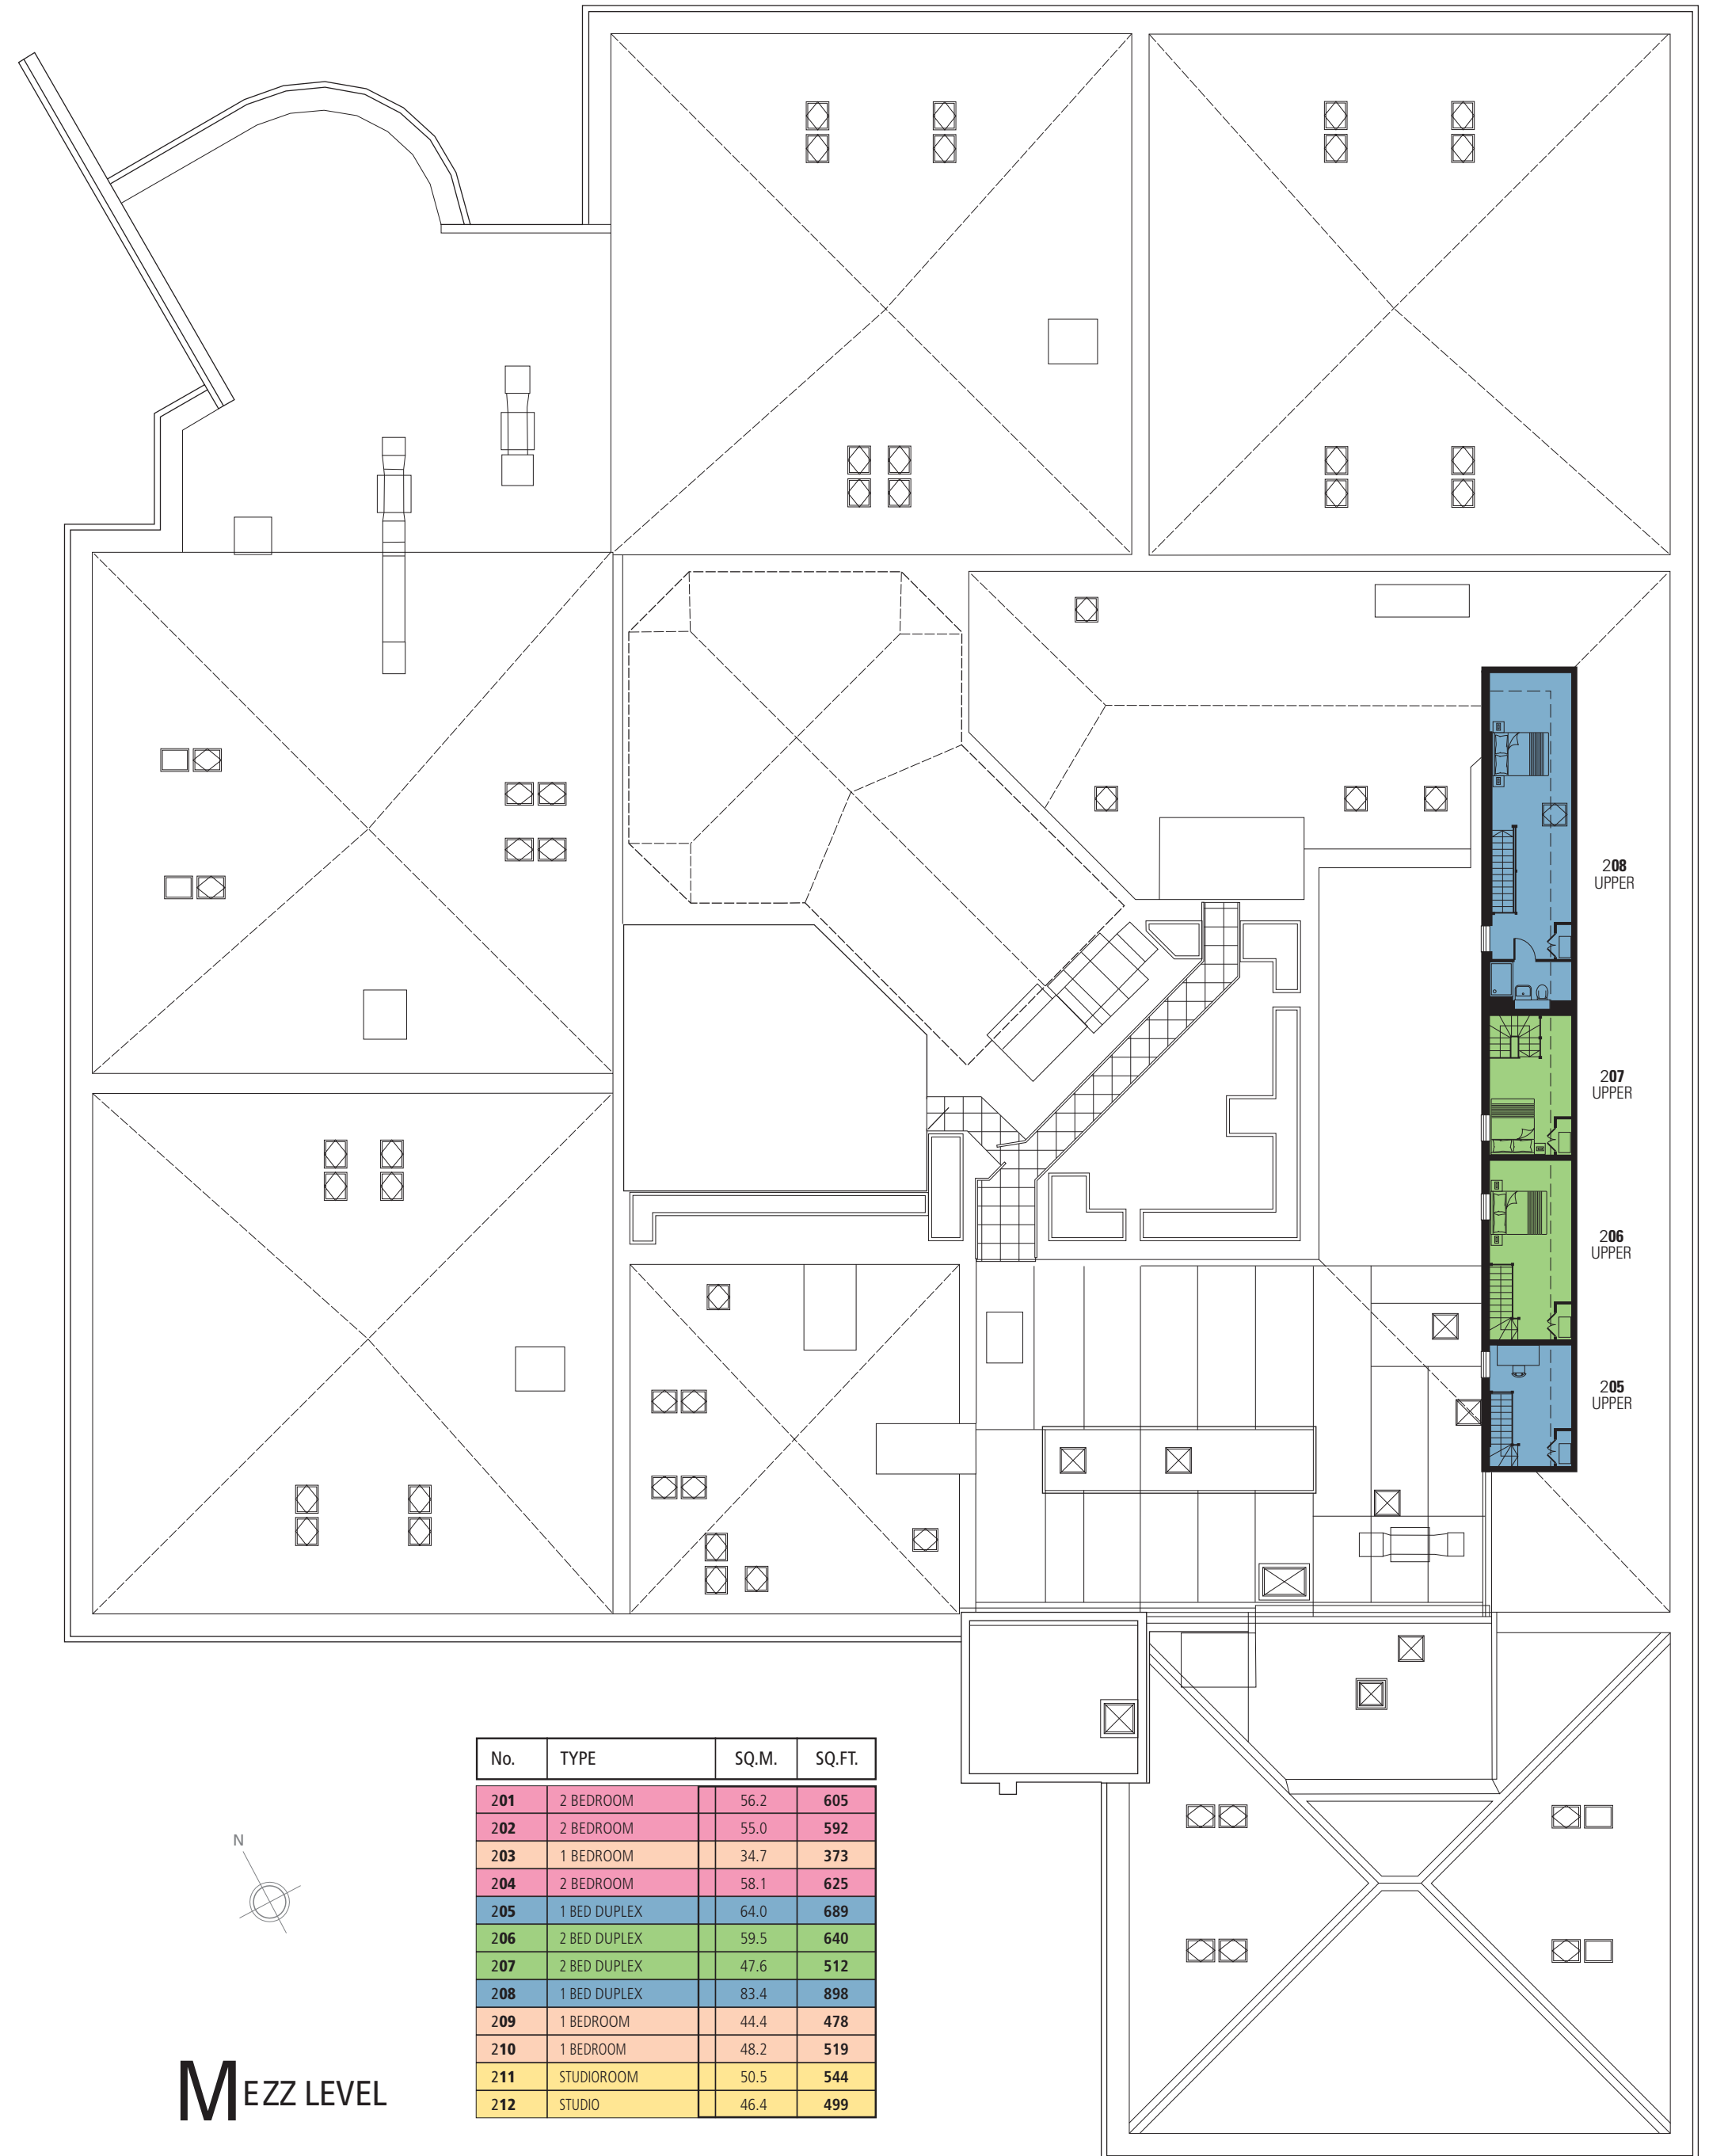 208
UPPER
207
UPPER
206
UPPER
205
UPPER
No. TYPE SQ.M. SQ.FT.
201 2 BEDROOM 56.2 605
202 2 BEDROOM 55.0 592
203 1 BEDROOM 34.7 373
204 2 BEDROOM 58.1 625
205 1 BED DUPLEX 64.0 689
206 2 BED DUPLEX 59.5 640
207 2 BED DUPLEX 47.6 512
208 1 BED DUPLEX 83.4 898
209 1 BEDROOM 44.4 478
210 1 BEDROOM 48.2 519
211 STUDIOROOM 50.5 544
212 STUDIO 46.4 499
N
MEZZ LEVEL